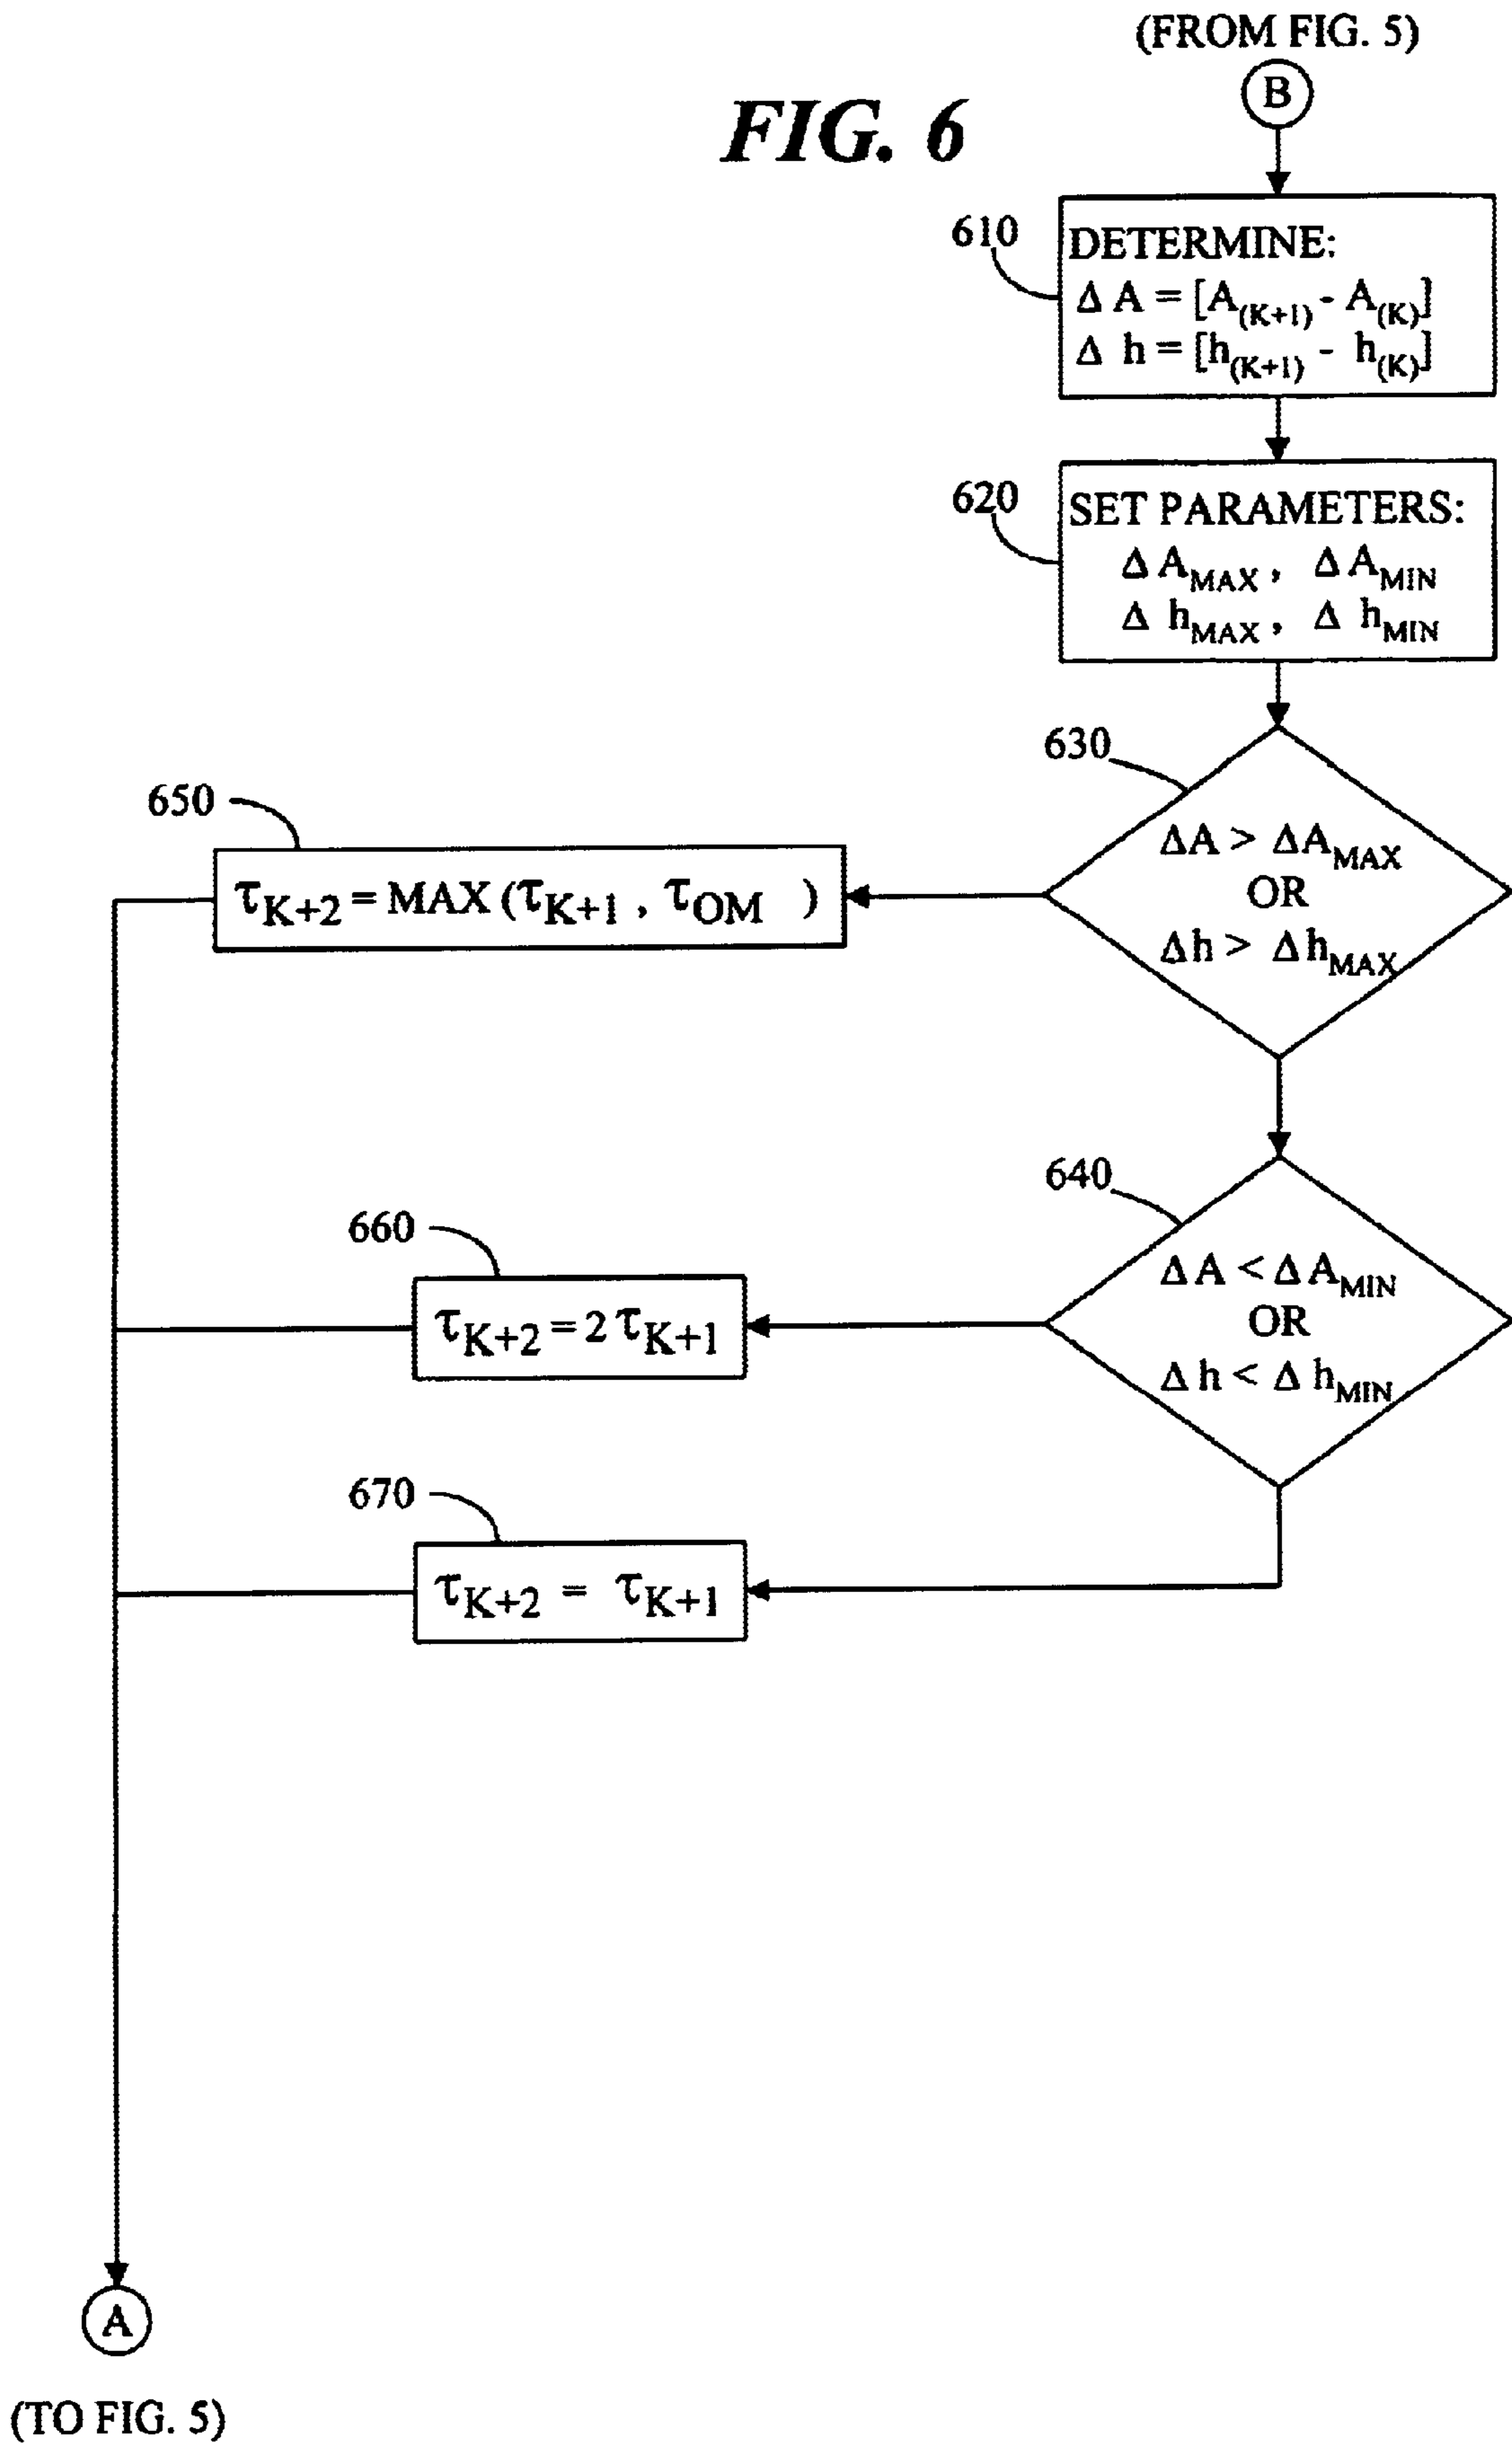 (FROM FIG. 5)
B
FIG. 6
610
DETERMINE:
Δ A = [A(K+1) - A(K)]
Δ h = [h(K+1) - h(K)]
620
SET PARAMETERS:
Δ AMAX , Δ AMIN
Δ hMAX , Δ hMIN
630
ΔA > ΔAMAX
OR
Δh > ΔhMAX
650
τK+2 = MAX (τK+1 , τOM )
640
ΔA < ΔAMIN
OR
Δ h < Δ hMIN
660
τK+2 = 2 τK+1
670
τK+2 = τK+1
A
(TO FIG. 5)